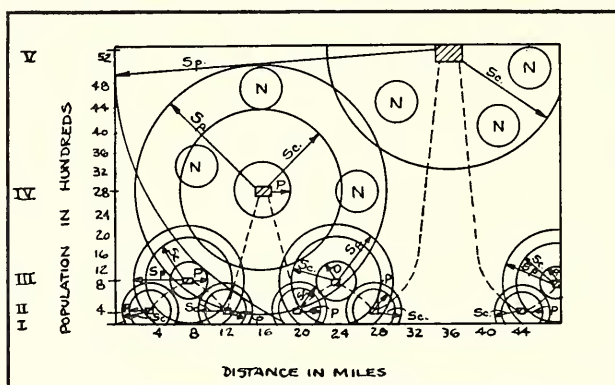 V
IV
III
II
I
POPULATION IN HUNDREDS
52
48
44
40
36
32
28
24
20
16
12
8
4
Sp.
Sc.
N
N
N
N
N
N
Sp
Sc.
P
Sp
P
Sc.
P
Sc
Sc
P
P
P
Sc.
P
Sp
P
4 8 12 16 20 24 28 32 36 40 44
DISTANCE IN MILES